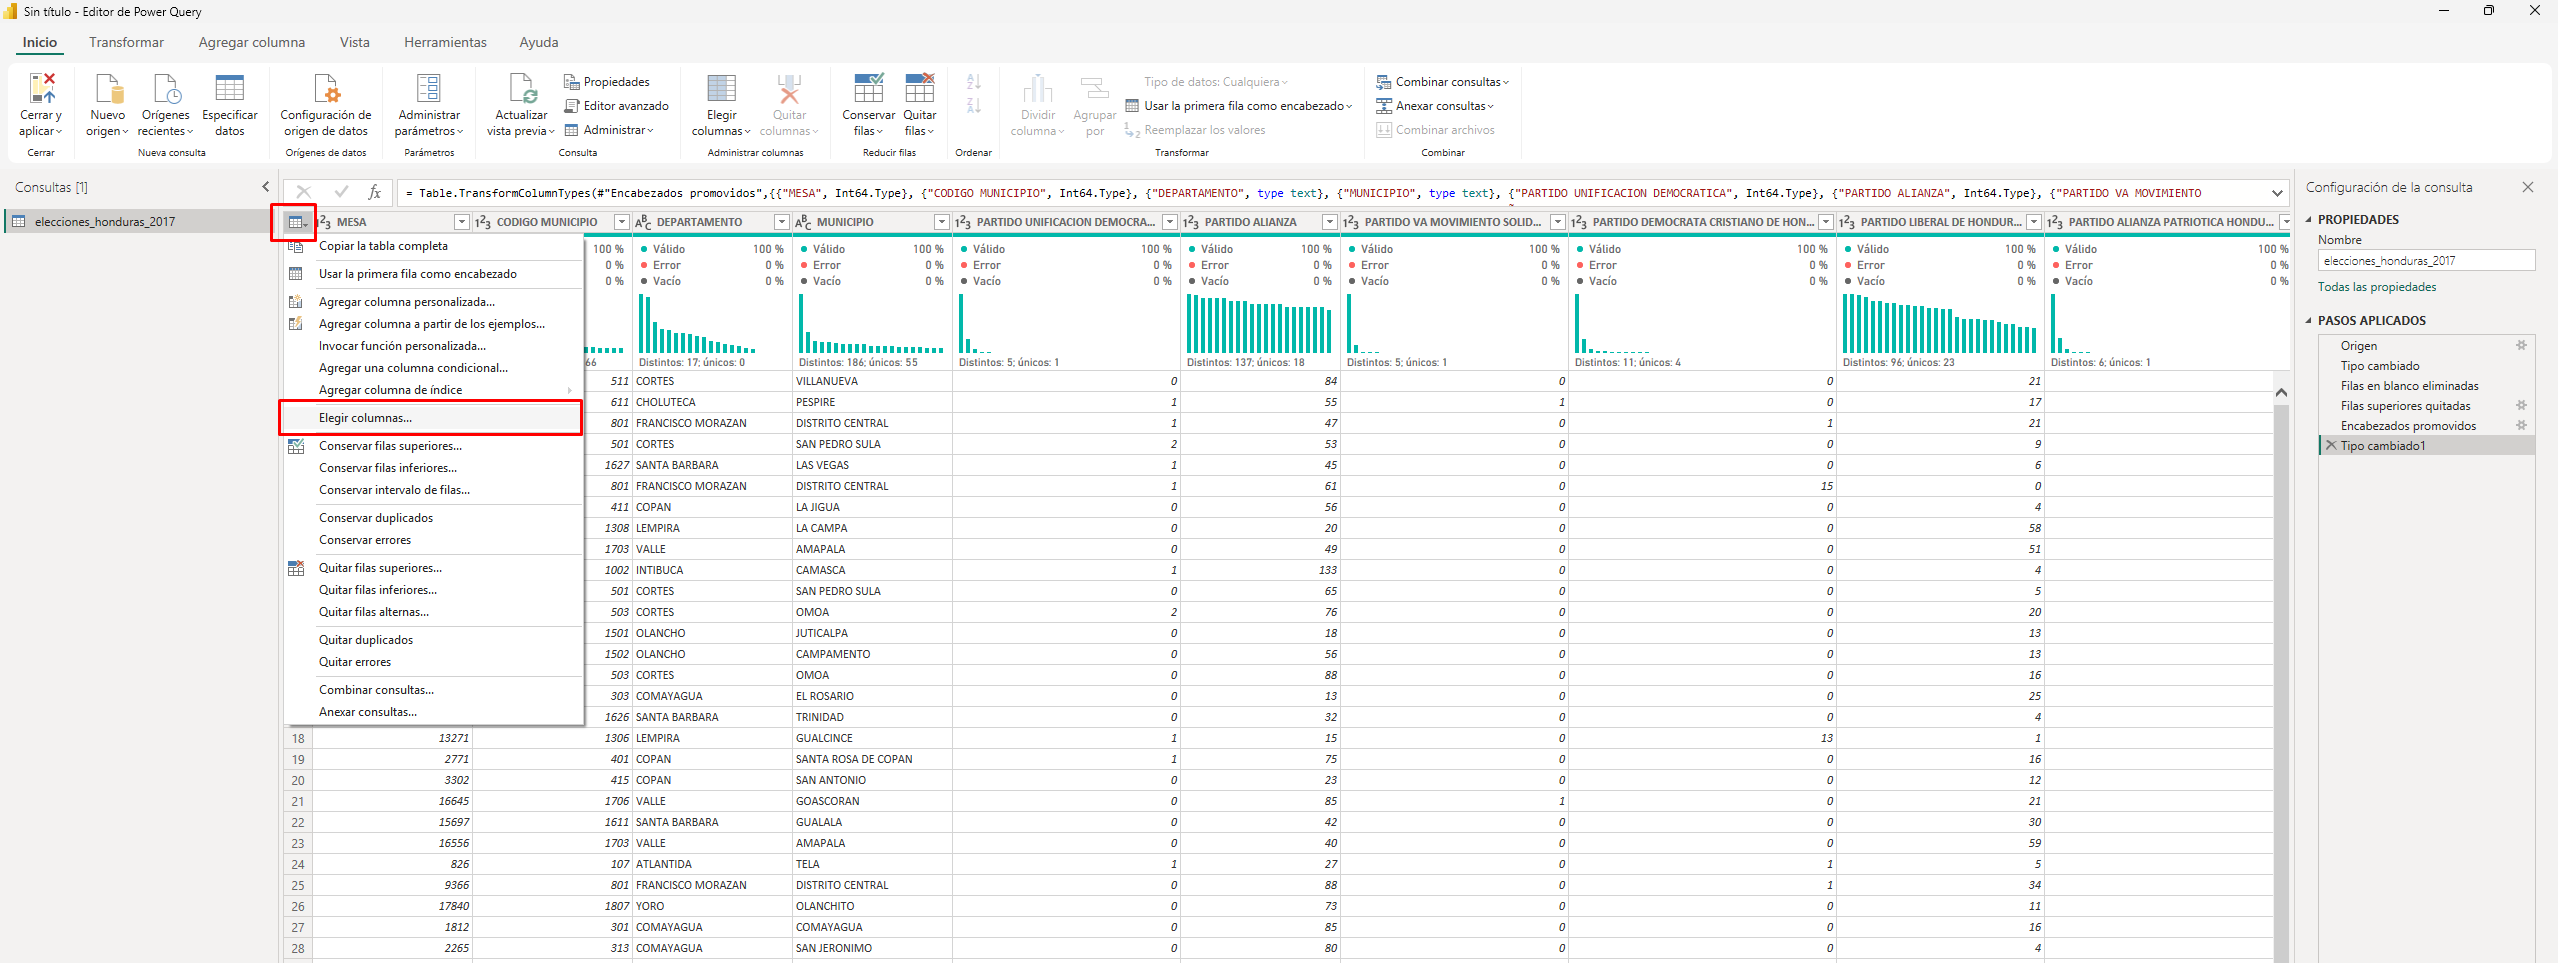 Sin título - Editor de Power Query
Inicio Transformar Agregar columna Vista Herramientas Ayuda
Cerrar y aplicar
Cerrar
Nuevo origen
Orígenes recientes
Especificar datos
Nueva consulta
Configuración de origen de datos
Orígenes de datos
Administrar parámetros
Parámetros
Actualizar vista previa
Propiedades
Editor avanzado
Administrar
Consulta
Elegir columnas
Quitar columnas
Administrar columnas
Conservar filas
Quitar filas
Reducir filas
Ordenar
Dividir columna
Agrupar por
Tipo de datos: Cualquiera
Usar la primera fila como encabezado
Reemplazar los valores
Transformar
Combinar consultas
Anexar consultas
Combinar archivos
Combinar
Consultas [1]
elecciones_honduras_2017
fx = Table.TransformColumnTypes(#"Encabezados promovidos",{{"MESA", Int64.Type}, {"CODIGO MUNICIPIO", Int64.Type}, {"DEPARTAMENTO", type text}, {"MUNICIPIO", type text}, {"PARTIDO UNIFICACION DEMOCRATICA", Int64.Type}, {"PARTIDO ALIANZA", Int64.Type}, {"PARTIDO VA MOVIMIENTO
MESA CODIGO MUNICIPIO DEPARTAMENTO MUNICIPIO PARTIDO UNIFICACION DEMOCRA... PARTIDO ALIANZA PARTIDO VA MOVIMIENTO SOLID... PARTIDO DEMOCRATA CRISTIANO DE HON... PARTIDO LIBERAL DE HONDUR... PARTIDO ALIANZA PATRIOTICA HONDU...
100 % Válido 100 % Válido 100 % Válido 100 % Válido 100 % Válido 100 % Válido 100 % Válido 100 % Válido 100 %
0 % Error 0 % Error 0 % Error 0 % Error 0 % Error 0 % Error 0 % Error 0 % Error 0 %
0 % Vacío 0 % Vacío 0 % Vacío 0 % Vacío 0 % Vacío 0 % Vacío 0 % Vacío 0 % Vacío 0 %
66 Distintos: 17; únicos: 0 Distintos: 186; únicos: 55 Distintos: 5; únicos: 1 Distintos: 137; únicos: 18 Distintos: 5; únicos: 1 Distintos: 11; únicos: 4 Distintos: 96; únicos: 23 Distintos: 6; únicos: 1
Copiar la tabla completa
Usar la primera fila como encabezado
Agregar columna personalizada...
Agregar columna a partir de los ejemplos...
Invocar función personalizada...
Agregar una columna condicional...
Agregar columna de índice
Elegir columnas...
Conservar filas superiores...
Conservar filas inferiores...
Conservar intervalo de filas...
Conservar duplicados
Conservar errores
Quitar filas superiores...
Quitar filas inferiores...
Quitar filas alternas...
Quitar duplicados
Quitar errores
Combinar consultas...
Anexar consultas...
511 CORTES VILLANUEVA 0 84 0 0 21
611 CHOLUTECA PESPIRE 1 55 1 0 17
801 FRANCISCO MORAZAN DISTRITO CENTRAL 1 47 0 1 21
501 CORTES SAN PEDRO SULA 2 53 0 0 9
1627 SANTA BARBARA LAS VEGAS 1 45 0 0 6
801 FRANCISCO MORAZAN DISTRITO CENTRAL 1 61 0 15 0
411 COPAN LA JIGUA 0 56 0 0 4
1308 LEMPIRA LA CAMPA 0 20 0 0 58
1703 VALLE AMAPALA 0 49 0 0 51
1002 INTIBUCA CAMASCA 1 133 0 0 4
501 CORTES SAN PEDRO SULA 0 65 0 0 5
503 CORTES OMOA 2 76 0 0 20
1501 OLANCHO JUTICALPA 0 18 0 0 13
1502 OLANCHO CAMPAMENTO 0 56 0 0 13
503 CORTES OMOA 0 88 0 0 16
303 COMAYAGUA EL ROSARIO 0 13 0 0 25
1626 SANTA BARBARA TRINIDAD 0 32 0 0 4
18 13271 1306 LEMPIRA GUALCINCE 1 15 0 13 1
19 2771 401 COPAN SANTA ROSA DE COPAN 1 75 0 0 16
20 3302 415 COPAN SAN ANTONIO 0 23 0 0 12
21 16645 1706 VALLE GOASCORAN 0 85 1 0 21
22 15697 1611 SANTA BARBARA GUALALA 0 42 0 0 30
23 16556 1703 VALLE AMAPALA 0 40 0 0 59
24 826 107 ATLANTIDA TELA 1 27 0 1 5
25 9366 801 FRANCISCO MORAZAN DISTRITO CENTRAL 0 88 0 1 34
26 17840 1807 YORO OLANCHITO 0 73 0 0 11
27 1812 301 COMAYAGUA COMAYAGUA 0 85 0 0 16
28 2265 313 COMAYAGUA SAN JERONIMO 0 80 0 0 4
Configuración de la consulta
PROPIEDADES
Nombre
elecciones_honduras_2017
Todas las propiedades
PASOS APLICADOS
Origen
Tipo cambiado
Filas en blanco eliminadas
Filas superiores quitadas
Encabezados promovidos
Tipo cambiado1